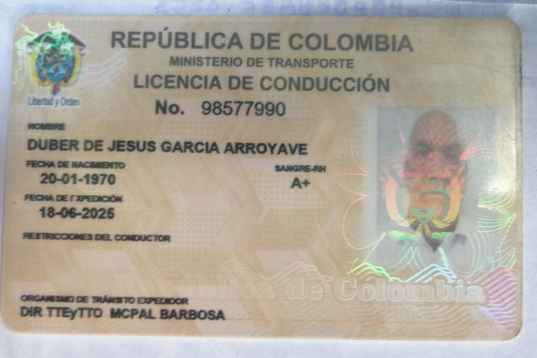 REPÚBLICA DE COLOMBIA
MINISTERIO DE TRANSPORTE
LICENCIA DE CONDUCCIÓN
Libertad y Orden
No. 98577990
NOMBRE
DUBER DE JESUS GARCIA ARROYAVE
FECHA DE NACIMIENTO
SANGRE-RH
20-01-1970
A+
FECHA DE EXPEDICIÓN
18-06-2025
RESTRICCIONES DEL CONDUCTOR
de Colombia
ORGANISMO DE TRÁNSITO EXPEDIDOR
DIR TTEyTTO MCPAL BARBOSA